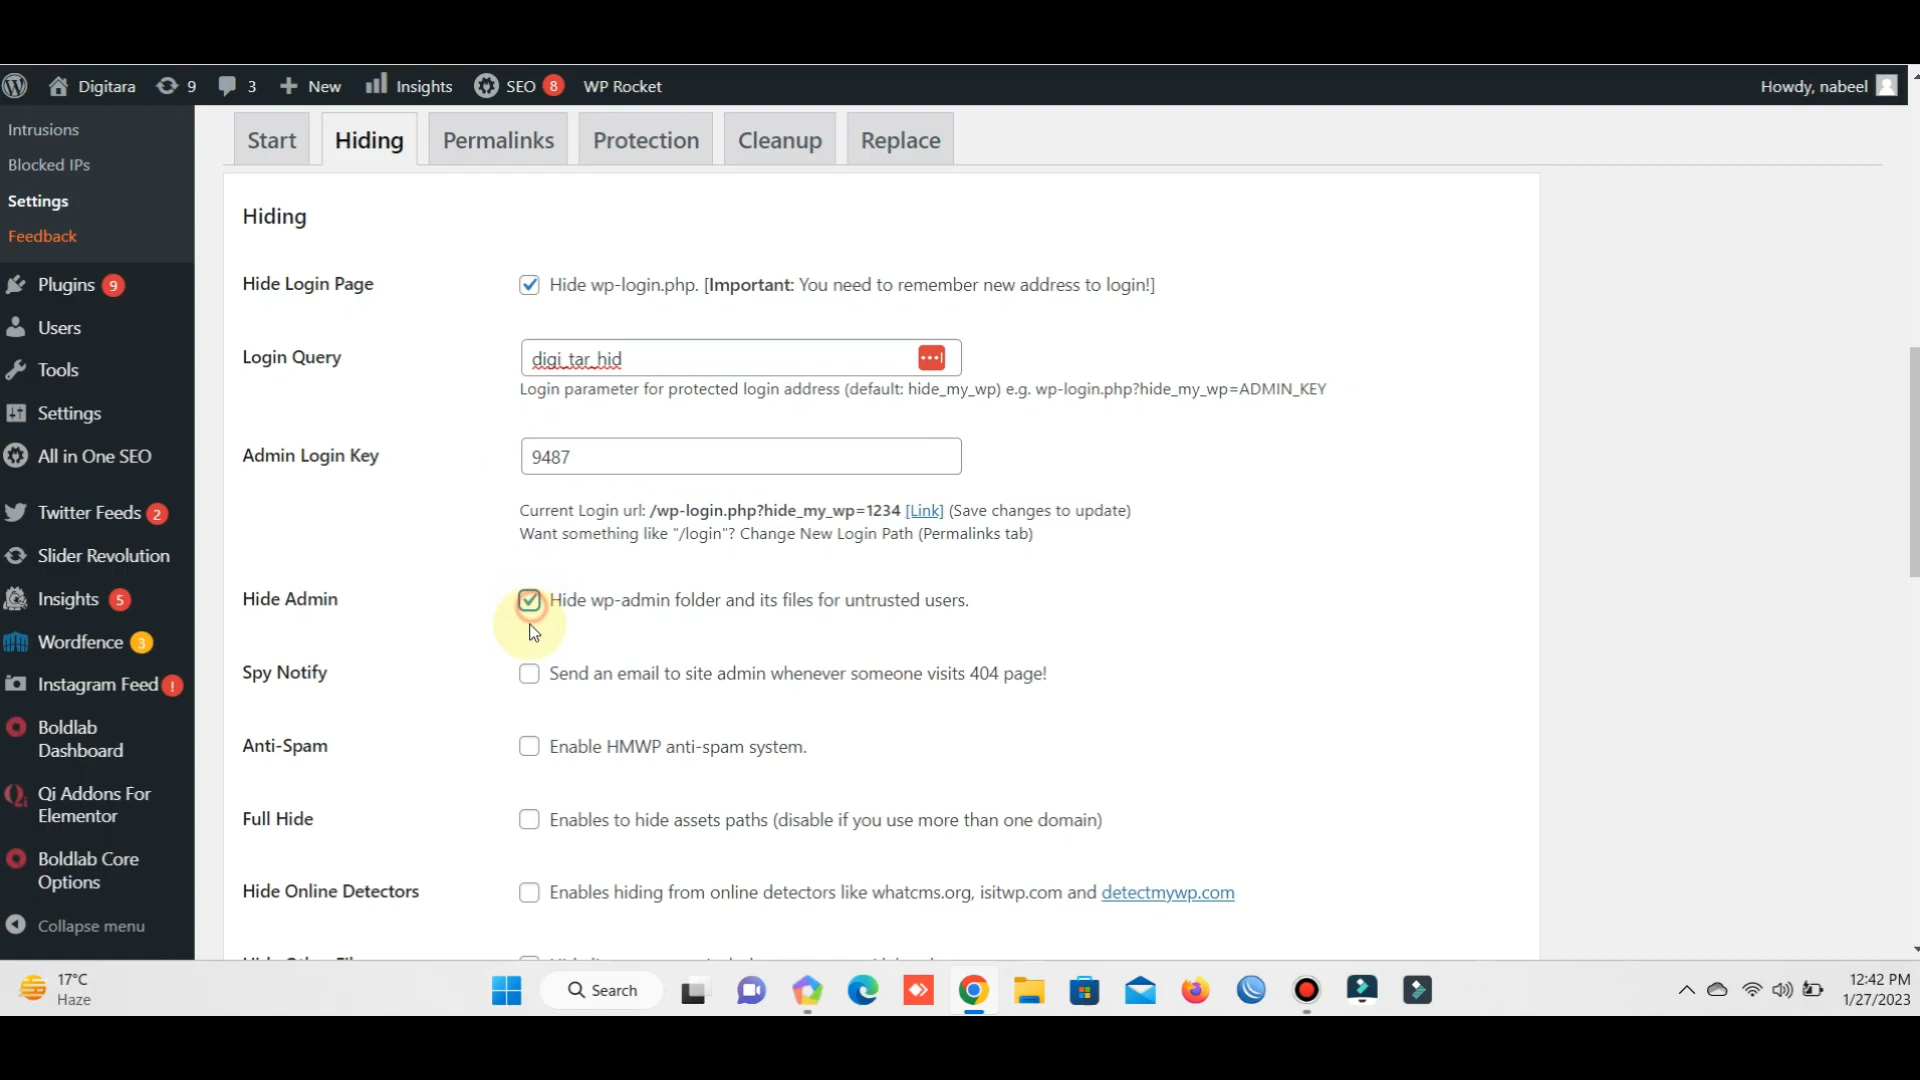 Digitara 9 3 New Insights SEO 8 WP Rocket Howdy, nabeel
Intrusions
Blocked IPs
Settings
Feedback
Plugins 9
Users
Tools
Settings
All in One SEO
Twitter Feeds 2
Slider Revolution
Insights 5
Wordfence 3
Instagram Feed !
Boldlab
Dashboard
Qi Addons For
Elementor
Boldlab Core
Options
Collapse menu
Start Hiding Permalinks Protection Cleanup Replace
Hiding
Hide Login Page Hide wp-login.php. [Important: You need to remember new address to login!]
Login Query digi_tar_hid
Login parameter for protected login address (default: hide_my_wp) e.g. wp-login.php?hide_my_wp=ADMIN_KEY
Admin Login Key 9487
Current Login url: /wp-login.php?hide_my_wp=1234 [Link] (Save changes to update)
Want something like "/login"? Change New Login Path (Permalinks tab)
Hide Admin Hide wp-admin folder and its files for untrusted users.
Spy Notify Send an email to site admin whenever someone visits 404 page!
Anti-Spam Enable HMWP anti-spam system.
Full Hide Enables to hide assets paths (disable if you use more than one domain)
Hide Online Detectors Enables hiding from online detectors like whatcms.org, isitwp.com and detectmywp.com
17°C
Haze
Search
12:42 PM
1/27/2023